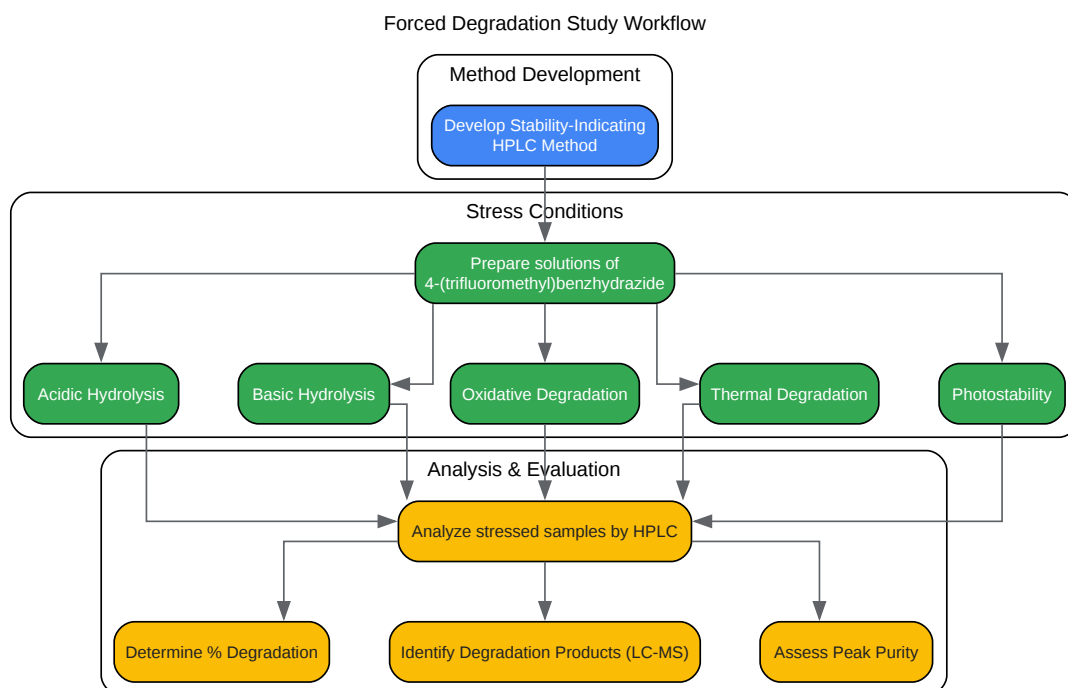 Forced Degradation Study Workflow
Method Development
Develop Stability-Indicating
HPLC Method
Stress Conditions
Prepare solutions of
4-(trifluoromethyl)benzhydrazide
Acidic Hydrolysis
Basic Hydrolysis
Oxidative Degradation
Thermal Degradation
Photostability
Analysis & Evaluation
Analyze stressed samples by HPLC
Determine % Degradation
Identify Degradation Products (LC-MS)
Assess Peak Purity